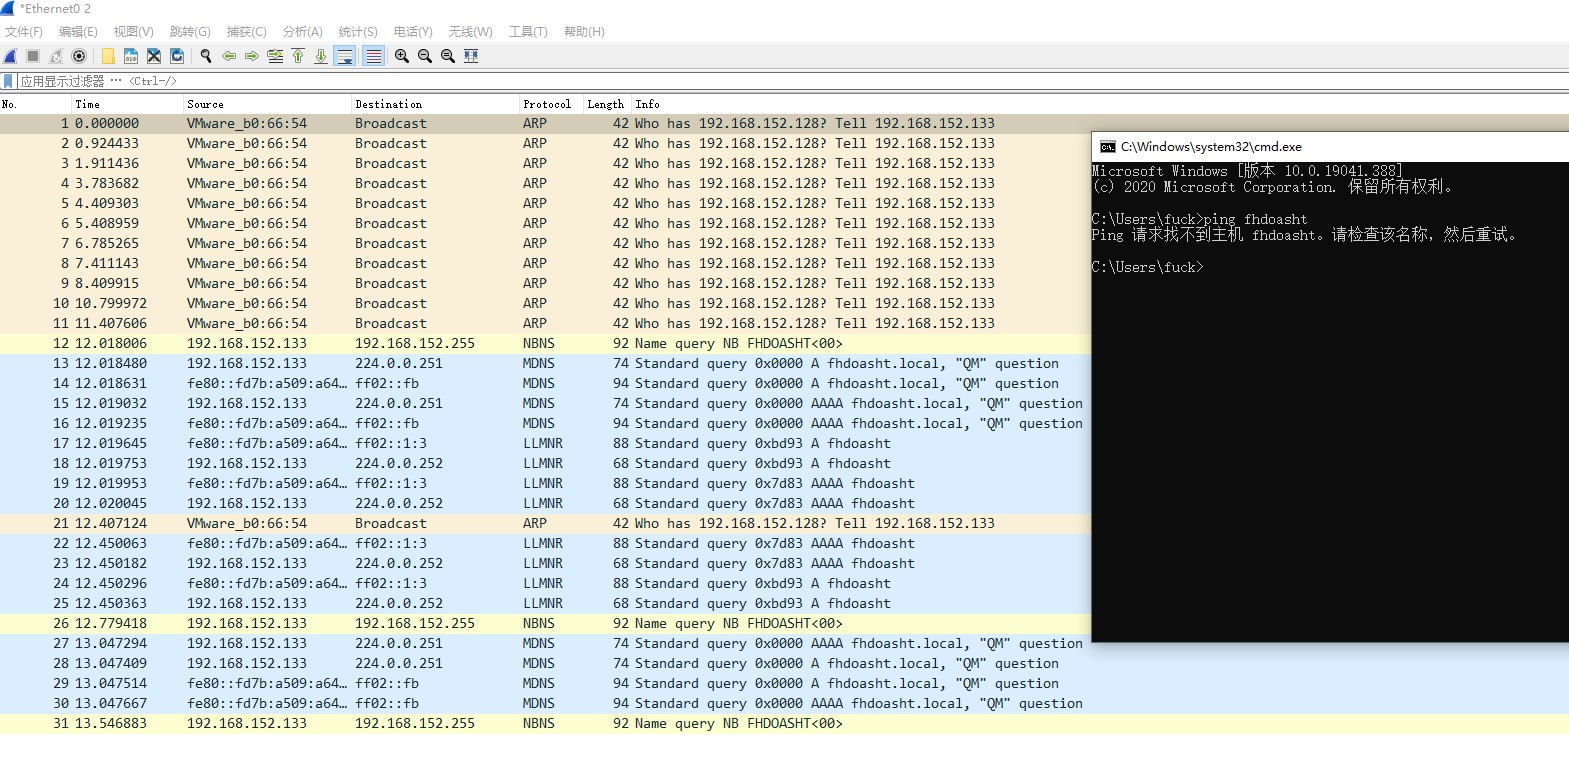 *Ethernet0 2
文件(F) 编辑(E) 视图(V) 跳转(G) 捕获(C) 分析(A) 统计(S) 电话(Y) 无线(W) 工具(T) 帮助(H)
应用显示过滤器 … <Ctrl-/>
No. Time Source Destination Protocol Length Info
1 0.000000 VMware_b0:66:54 Broadcast ARP 42 Who has 192.168.152.128? Tell 192.168.152.133
2 0.924433 VMware_b0:66:54 Broadcast ARP 42 Who has 192.168.152.128? Tell 192.168.152.133
3 1.911436 VMware_b0:66:54 Broadcast ARP 42 Who has 192.168.152.128? Tell 192.168.152.133
4 3.783682 VMware_b0:66:54 Broadcast ARP 42 Who has 192.168.152.128? Tell 192.168.152.133
5 4.409303 VMware_b0:66:54 Broadcast ARP 42 Who has 192.168.152.128? Tell 192.168.152.133
6 5.408959 VMware_b0:66:54 Broadcast ARP 42 Who has 192.168.152.128? Tell 192.168.152.133
7 6.785265 VMware_b0:66:54 Broadcast ARP 42 Who has 192.168.152.128? Tell 192.168.152.133
8 7.411143 VMware_b0:66:54 Broadcast ARP 42 Who has 192.168.152.128? Tell 192.168.152.133
9 8.409915 VMware_b0:66:54 Broadcast ARP 42 Who has 192.168.152.128? Tell 192.168.152.133
10 10.799972 VMware_b0:66:54 Broadcast ARP 42 Who has 192.168.152.128? Tell 192.168.152.133
11 11.407606 VMware_b0:66:54 Broadcast ARP 42 Who has 192.168.152.128? Tell 192.168.152.133
12 12.018006 192.168.152.133 192.168.152.255 NBNS 92 Name query NB FHDOASHT<00>
13 12.018480 192.168.152.133 224.0.0.251 MDNS 74 Standard query 0x0000 A fhdoasht.local, "QM" question
14 12.018631 fe80::fd7b:a509:a64… ff02::fb MDNS 94 Standard query 0x0000 A fhdoasht.local, "QM" question
15 12.019032 192.168.152.133 224.0.0.251 MDNS 74 Standard query 0x0000 AAAA fhdoasht.local, "QM" question
16 12.019235 fe80::fd7b:a509:a64… ff02::fb MDNS 94 Standard query 0x0000 AAAA fhdoasht.local, "QM" question
17 12.019645 fe80::fd7b:a509:a64… ff02::1:3 LLMNR 88 Standard query 0xbd93 A fhdoasht
18 12.019753 192.168.152.133 224.0.0.252 LLMNR 68 Standard query 0xbd93 A fhdoasht
19 12.019953 fe80::fd7b:a509:a64… ff02::1:3 LLMNR 88 Standard query 0x7d83 AAAA fhdoasht
20 12.020045 192.168.152.133 224.0.0.252 LLMNR 68 Standard query 0x7d83 AAAA fhdoasht
21 12.407124 VMware_b0:66:54 Broadcast ARP 42 Who has 192.168.152.128? Tell 192.168.152.133
22 12.450063 fe80::fd7b:a509:a64… ff02::1:3 LLMNR 88 Standard query 0x7d83 AAAA fhdoasht
23 12.450182 192.168.152.133 224.0.0.252 LLMNR 68 Standard query 0x7d83 AAAA fhdoasht
24 12.450296 fe80::fd7b:a509:a64… ff02::1:3 LLMNR 88 Standard query 0xbd93 A fhdoasht
25 12.450363 192.168.152.133 224.0.0.252 LLMNR 68 Standard query 0xbd93 A fhdoasht
26 12.779418 192.168.152.133 192.168.152.255 NBNS 92 Name query NB FHDOASHT<00>
27 13.047294 192.168.152.133 224.0.0.251 MDNS 74 Standard query 0x0000 AAAA fhdoasht.local, "QM" question
28 13.047409 192.168.152.133 224.0.0.251 MDNS 74 Standard query 0x0000 A fhdoasht.local, "QM" question
29 13.047514 fe80::fd7b:a509:a64… ff02::fb MDNS 94 Standard query 0x0000 A fhdoasht.local, "QM" question
30 13.047667 fe80::fd7b:a509:a64… ff02::fb MDNS 94 Standard query 0x0000 AAAA fhdoasht.local, "QM" question
31 13.546883 192.168.152.133 192.168.152.255 NBNS 92 Name query NB FHDOASHT<00>
C:\Windows\system32\cmd.exe
Microsoft Windows [版本 10.0.19041.388]
(c) 2020 Microsoft Corporation. 保留所有权利。
C:\Users\fuck>ping fhdoasht
Ping 请求找不到主机 fhdoasht。请检查该名称，然后重试。
C:\Users\fuck>